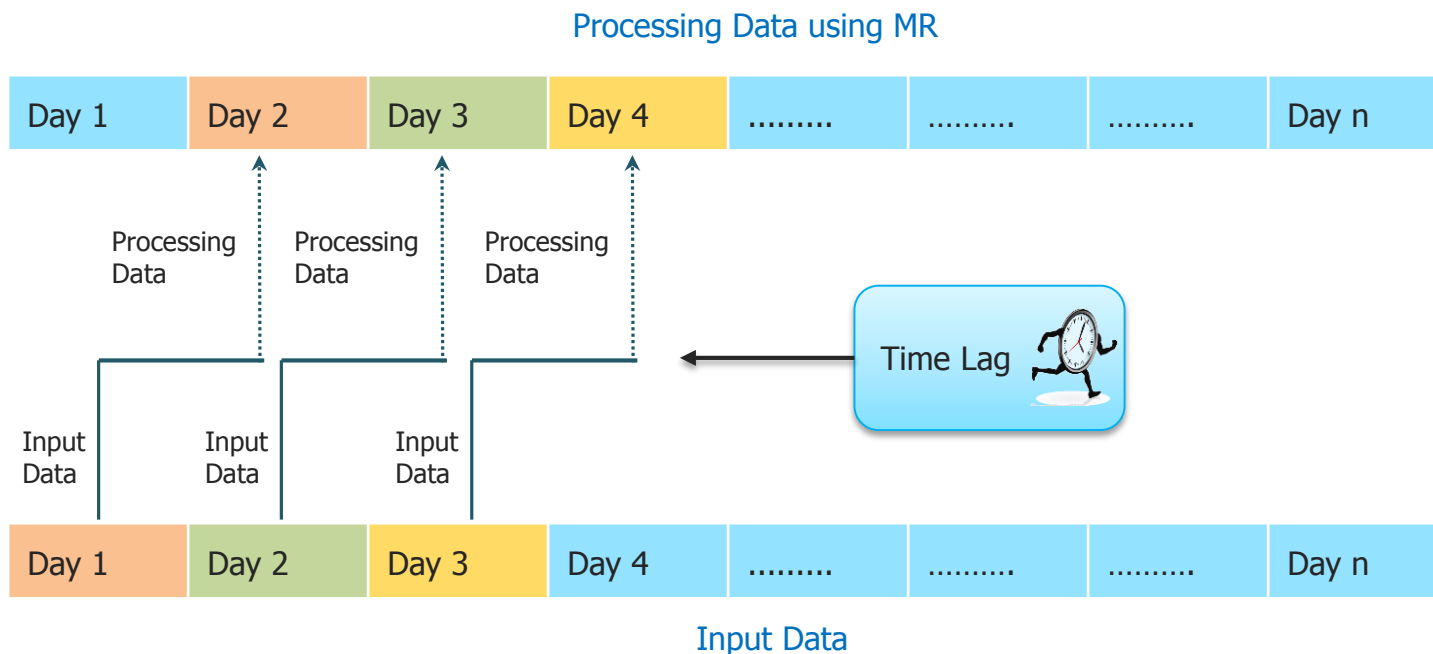 Processing Data using MR
Day 1 Day 2 Day 3 Day 4 ......... .......... .......... Day n
Processing Processing Processing
Data Data Data
Time Lag
Input Input Input
Data Data Data
Day 1 Day 2 Day 3 Day 4 ......... .......... .......... Day n
Input Data